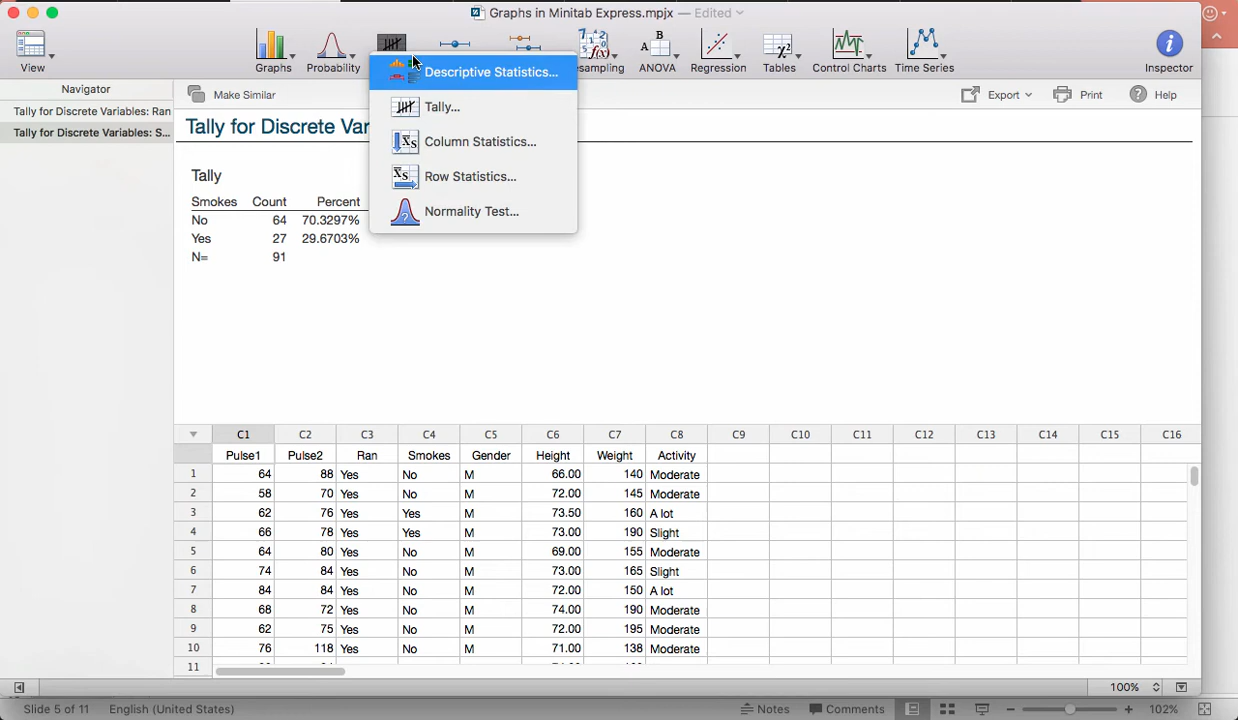 Graphs in Minitab Express.mpjx — Edited
View
Graphs Probability esampling ANOVA Regression Tables Control Charts Time Series Inspector
Descriptive Statistics...
Tally...
Column Statistics...
Row Statistics...
Normality Test...
Navigator
Tally for Discrete Variables: Ran
Tally for Discrete Variables: S...
Make Similar Export Print Help
Tally for Discrete Var
Tally
Smokes Count Percent
No 64 70.3297%
Yes 27 29.6703%
N= 91
C1 C2 C3 C4 C5 C6 C7 C8 C9 C10 C11 C12 C13 C14 C15 C16
Pulse1 Pulse2 Ran Smokes Gender Height Weight Activity
1 64 88 Yes No M 66.00 140 Moderate
2 58 70 Yes No M 72.00 145 Moderate
3 62 76 Yes Yes M 73.50 160 A lot
4 66 78 Yes Yes M 73.00 190 Slight
5 64 80 Yes No M 69.00 155 Moderate
6 74 84 Yes No M 73.00 165 Slight
7 84 84 Yes No M 72.00 150 A lot
8 68 72 Yes No M 74.00 190 Moderate
9 62 75 Yes No M 72.00 195 Moderate
10 76 118 Yes No M 71.00 138 Moderate
11
100%
Slide 5 of 11 English (United States) Notes Comments 102%